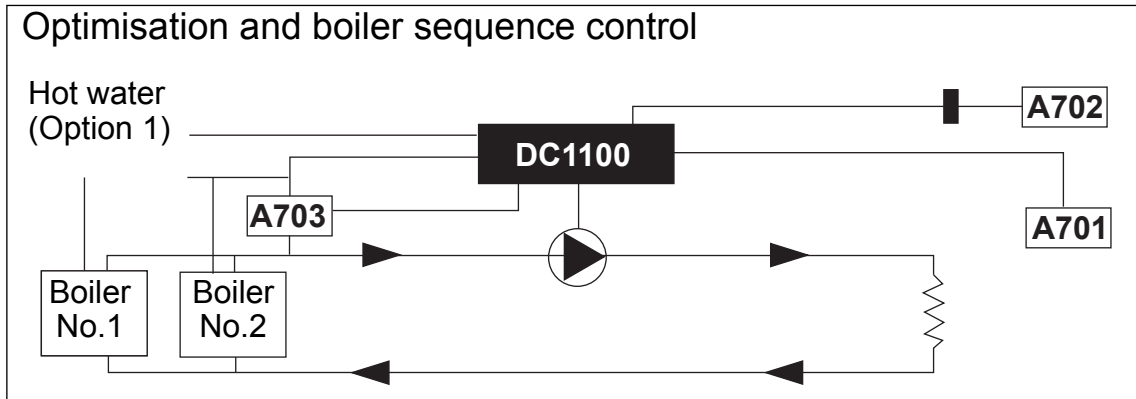 Optimisation and boiler sequence control
Hot water
(Option 1)
A702
DC1100
A703
A701
Boiler
No.1
Boiler
No.2